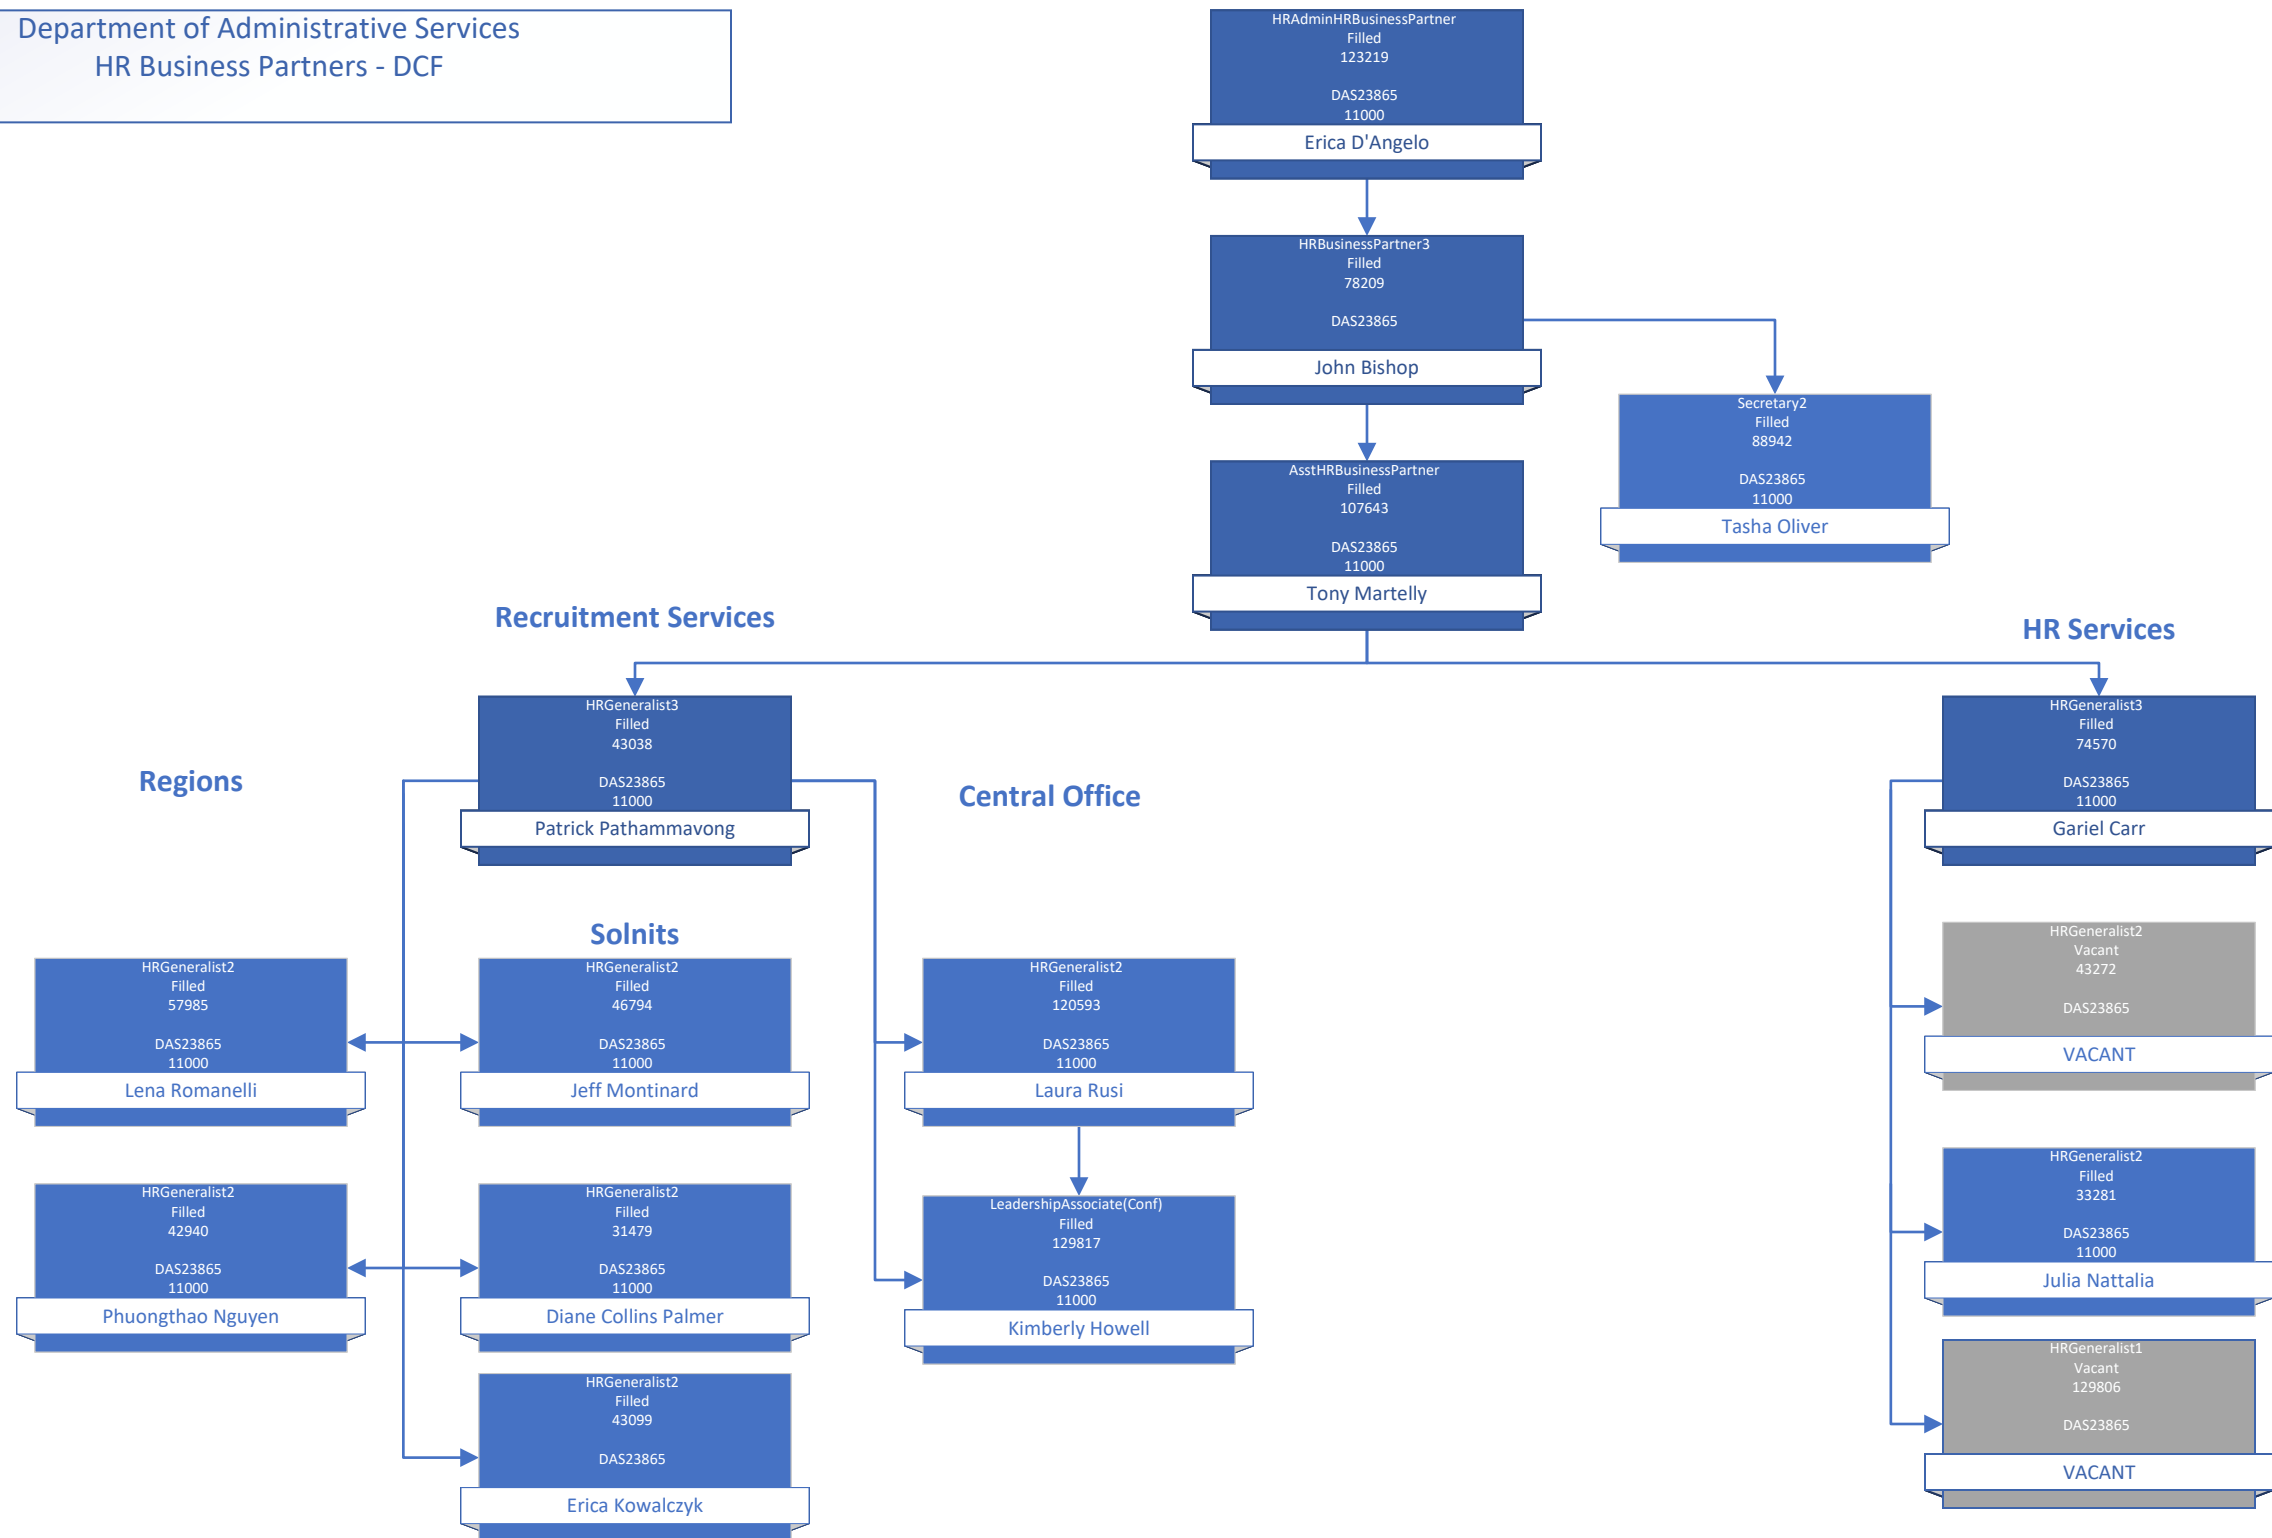 Department of Administrative Services
HR Business Partners - DCF
HRAdminHRBusinessPartner
Filled
123219
DAS23865
11000
Erica D'Angelo
HRBusinessPartner3
Filled
78209
DAS23865
John Bishop
Secretary2
Filled
88942
DAS23865
11000
Tasha Oliver
AsstHRBusinessPartner
Filled
107643
DAS23865
11000
Tony Martelly
Recruitment Services
HR Services
HRGeneralist3
Filled
43038
DAS23865
11000
Patrick Pathammavong
HRGeneralist3
Filled
74570
DAS23865
11000
Gariel Carr
Regions
Central Office
Solnits
HRGeneralist2
Filled
57985
DAS23865
11000
Lena Romanelli
HRGeneralist2
Filled
46794
DAS23865
11000
Jeff Montinard
HRGeneralist2
Filled
120593
DAS23865
11000
Laura Rusi
HRGeneralist2
Vacant
43272
DAS23865
VACANT
HRGeneralist2
Filled
42940
DAS23865
11000
Phuongthao Nguyen
HRGeneralist2
Filled
31479
DAS23865
11000
Diane Collins Palmer
LeadershipAssociate(Conf)
Filled
129817
DAS23865
11000
Kimberly Howell
HRGeneralist2
Filled
33281
DAS23865
11000
Julia Nattalia
HRGeneralist2
Filled
43099
DAS23865
Erica Kowalczyk
HRGeneralist1
Vacant
129806
DAS23865
VACANT